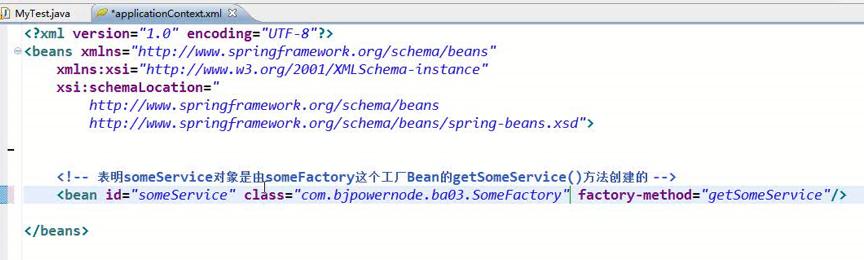 MyTest.java
*applicationContext.xml
<?xml version="1.0" encoding="UTF-8"?>
<beans xmlns="http://www.springframework.org/schema/beans"
xmlns:xsi="http://www.w3.org/2001/XMLSchema-instance"
xsi:schemaLocation="
http://www.springframework.org/schema/beans
http://www.springframework.org/schema/beans/spring-beans.xsd">
<!-- 表明someService对象是由someFactory这个工厂Bean的getSomeService()方法创建的 -->
<bean id="someService" class="com.bjpowernode.ba03.SomeFactory" factory-method="getSomeService"/>
</beans>